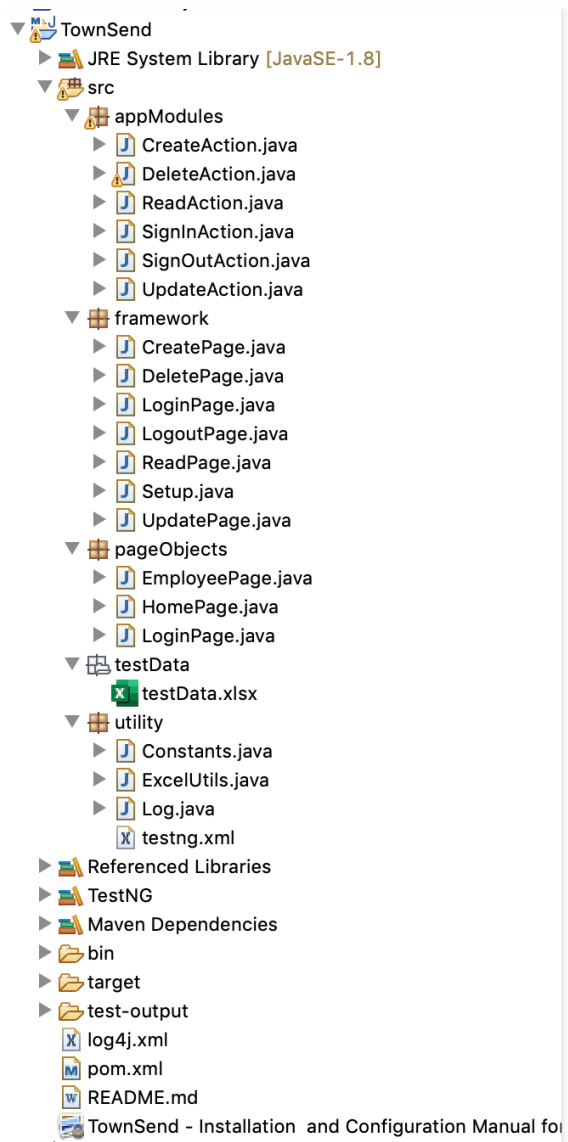 TownSend
JRE System Library [JavaSE-1.8]
src
appModules
CreateAction.java
DeleteAction.java
ReadAction.java
SignInAction.java
SignOutAction.java
UpdateAction.java
framework
CreatePage.java
DeletePage.java
LoginPage.java
LogoutPage.java
ReadPage.java
Setup.java
UpdatePage.java
pageObjects
EmployeePage.java
HomePage.java
LoginPage.java
testData
testData.xlsx
utility
Constants.java
ExcelUtils.java
Log.java
testng.xml
Referenced Libraries
TestNG
Maven Dependencies
bin
target
test-output
log4j.xml
pom.xml
README.md
TownSend - Installation and Configuration Manual for